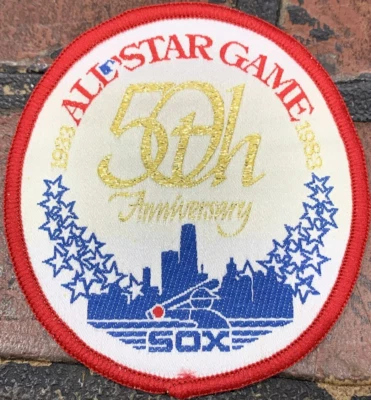 ALL STAR GAME
1933 1983
50th
Anniversary
SOX